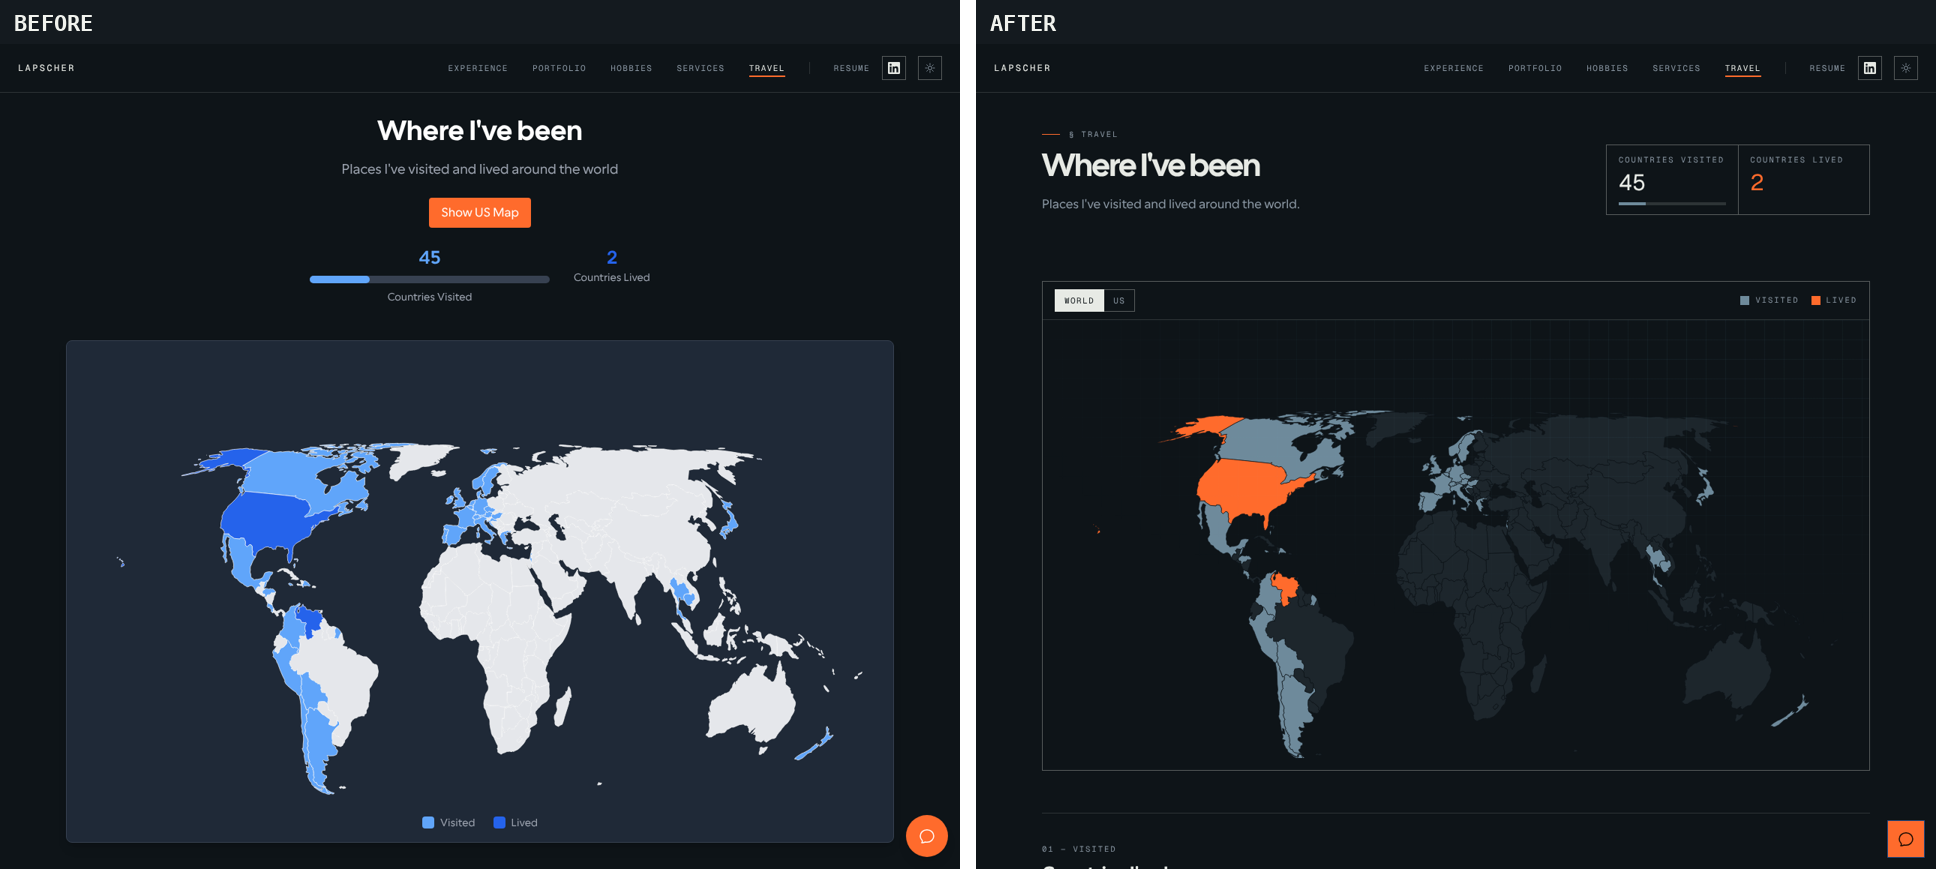 BEFORE
LAPSCHER
EXPERIENCE PORTFOLIO HOBBIES SERVICES TRAVEL RESUME in
Where I've been
Places I've visited and lived around the world
Show US Map
45 2
Countries Lived
Countries Visited
Visited Lived
AFTER
LAPSCHER
EXPERIENCE PORTFOLIO HOBBIES SERVICES TRAVEL RESUME in
§ TRAVEL
Where I've been
Places I've visited and lived around the world.
COUNTRIES VISITED
45
COUNTRIES LIVED
2
WORLD US
VISITED LIVED
01 — VISITED